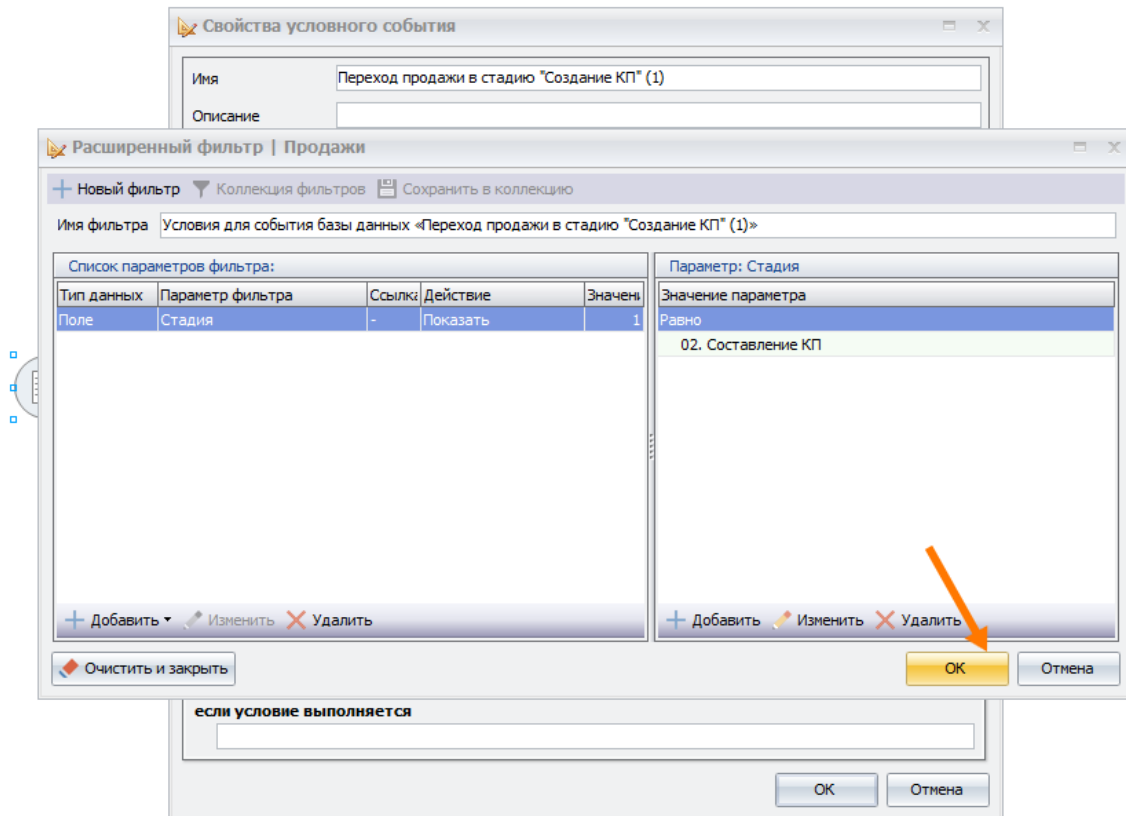 Свойства условного события
Имя Переход продажи в стадию "Создание КП" (1)
Описание
Расширенный фильтр | Продажи
Новый фильтр Коллекция фильтров Сохранить в коллекцию
Имя фильтра Условия для события базы данных «Переход продажи в стадию "Создание КП" (1)»
Список параметров фильтра: Параметр: Стадия
Тип данных Параметр фильтра Ссылка Действие Значени Значение параметра
Поле Стадия - Показать 1 Равно
02. Составление КП
Добавить Изменить Удалить Добавить Изменить Удалить
Очистить и закрыть ОК Отмена
если условие выполняется
ОК Отмена